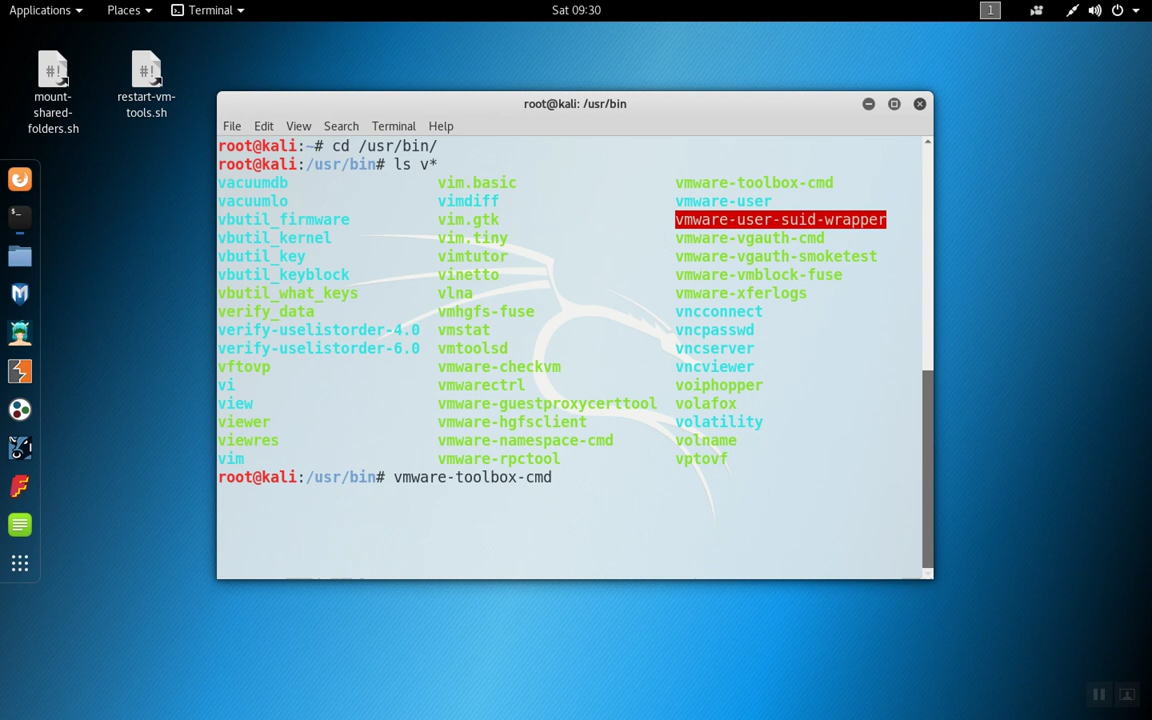 Applications Places Terminal Sat 09:30 1
#! #!
mount-shared-folders.sh restart-vm-tools.sh
root@kali: /usr/bin
File Edit View Search Terminal Help
root@kali:~# cd /usr/bin/
root@kali:/usr/bin# ls v*
vacuumdb vim.basic vmware-toolbox-cmd
vacuumlo vimdiff vmware-user
vbutil_firmware vim.gtk vmware-user-suid-wrapper
vbutil_kernel vim.tiny vmware-vgauth-cmd
vbutil_key vimtutor vmware-vgauth-smoketest
vbutil_keyblock vinetto vmware-vmblock-fuse
vbutil_what_keys vlna vmware-xferlogs
verify_data vmhgfs-fuse vncconnect
verify-uselistorder-4.0 vmstat vncpasswd
verify-uselistorder-6.0 vmtoolsd vncserver
vftovp vmware-checkvm vncviewer
vi vmwarectrl voiphopper
view vmware-guestproxycerttool volafox
viewer vmware-hgfsclient volatility
viewres vmware-namespace-cmd volname
vim vmware-rpctool vptovf
root@kali:/usr/bin# vmware-toolbox-cmd